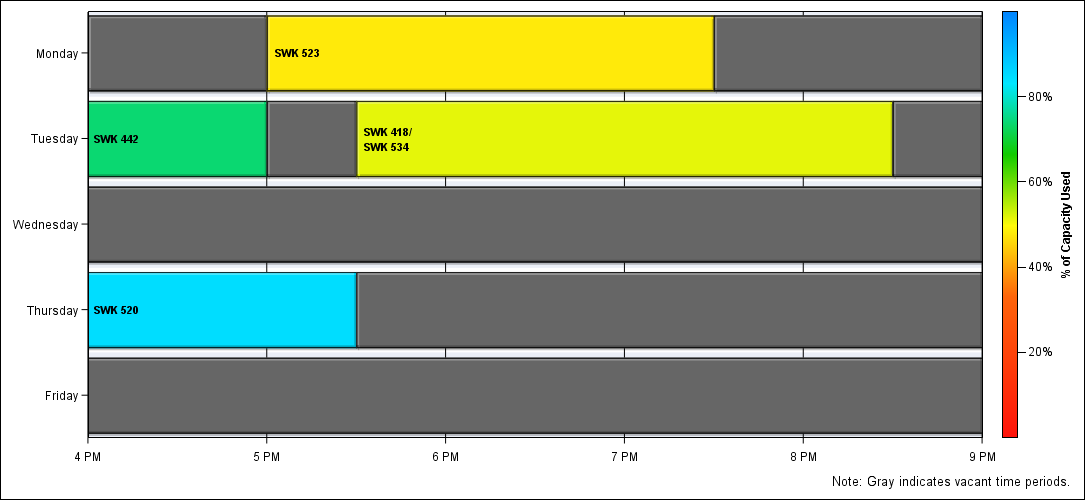 Monday
SWK 523
Tuesday
SWK 442
SWK 418/
SWK 534
Wednesday
Thursday
SWK 520
Friday
4 PM
5 PM
6 PM
7 PM
8 PM
9 PM
80%
60%
40%
20%
% of Capacity Used
Note: Gray indicates vacant time periods.